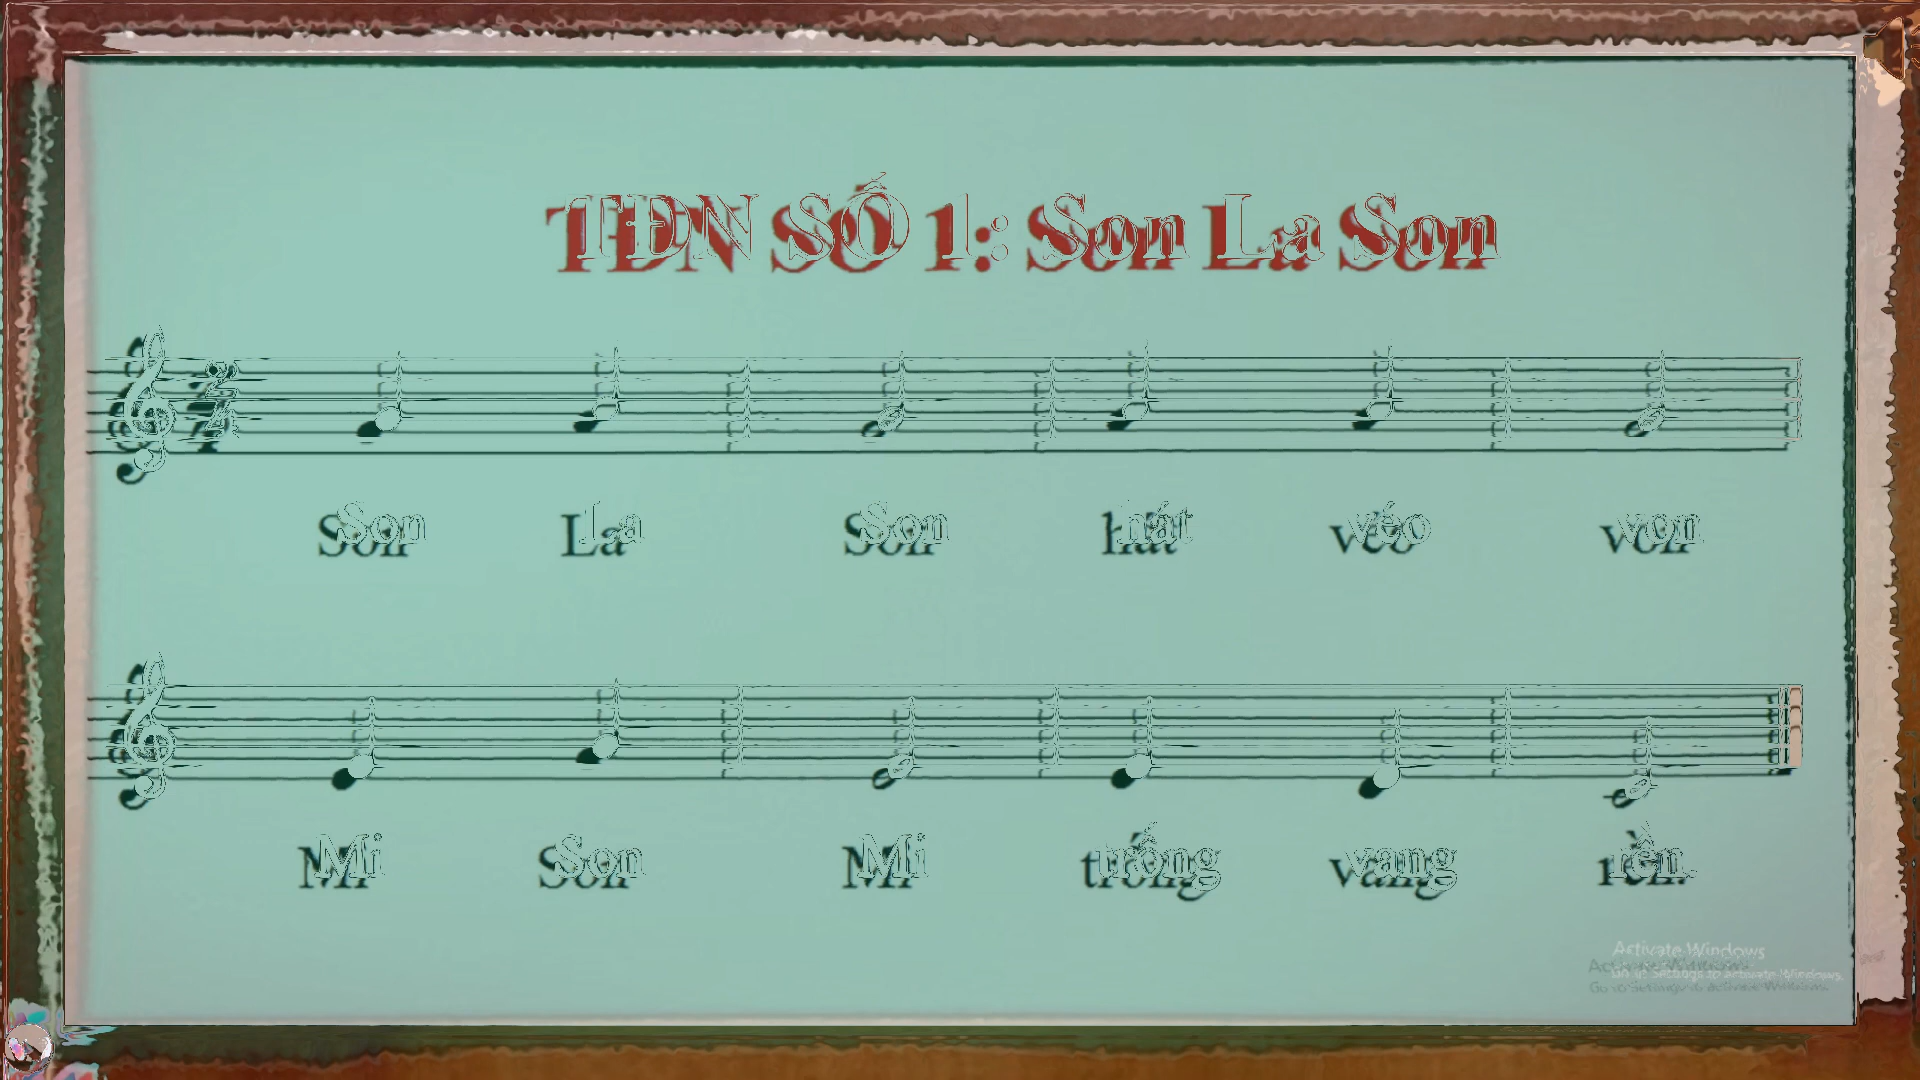 TĐN SỐ 1: Son La Son
Son La Son hát véo von
Mi Son Mi trống vang rền.
Activate Windows
Go to Settings to activate Windows.